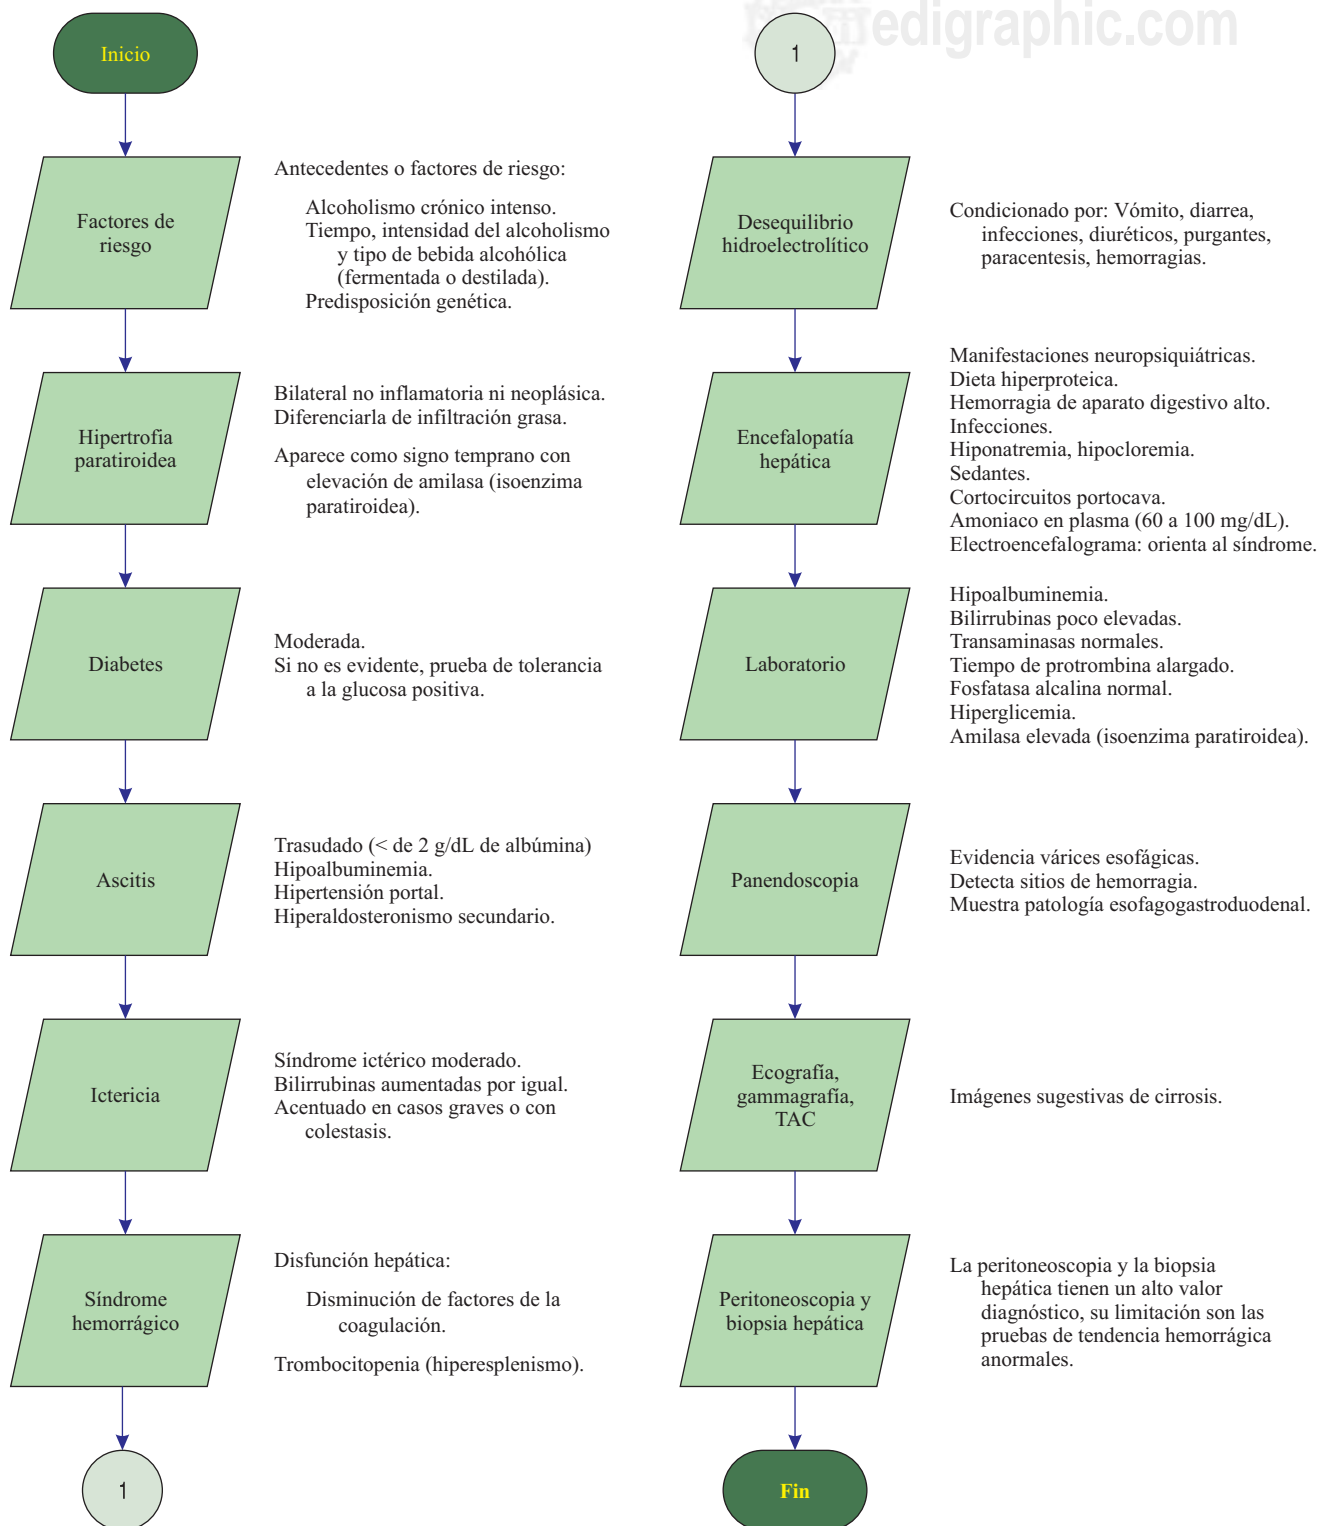 edigraphic.com
Inicio
Factores de
riesgo
Antecedentes o factores de riesgo:
Alcoholismo crónico intenso.
Tiempo, intensidad del alcoholismo
y tipo de bebida alcohólica
(fermentada o destilada).
Predisposición genética.
Hipertrofia
paratiroidea
Bilateral no inflamatoria ni neoplásica.
Diferenciarla de infiltración grasa.
Aparece como signo temprano con
elevación de amilasa (isoenzima
paratiroidea).
Diabetes
Moderada.
Si no es evidente, prueba de tolerancia
a la glucosa positiva.
Ascitis
Trasudado (< de 2 g/dL de albúmina)
Hipoalbuminemia.
Hipertensión portal.
Hiperaldosteronismo secundario.
Ictericia
Síndrome ictérico moderado.
Bilirrubinas aumentadas por igual.
Acentuado en casos graves o con
colestasis.
Síndrome
hemorrágico
Disfunción hepática:
Disminución de factores de la
coagulación.
Trombocitopenia (hiperesplenismo).
1
1
Desequilibrio
hidroelectrolítico
Condicionado por: Vómito, diarrea,
infecciones, diuréticos, purgantes,
paracentesis, hemorragias.
Encefalopatía
hepática
Manifestaciones neuropsiquiátricas.
Dieta hiperproteica.
Hemorragia de aparato digestivo alto.
Infecciones.
Hiponatremia, hipocloremia.
Sedantes.
Cortocircuitos portocava.
Amoniaco en plasma (60 a 100 mg/dL).
Electroencefalograma: orienta al síndrome.
Laboratorio
Hipoalbuminemia.
Bilirrubinas poco elevadas.
Transaminasas normales.
Tiempo de protrombina alargado.
Fosfatasa alcalina normal.
Hiperglicemia.
Amilasa elevada (isoenzima paratiroidea).
Panendoscopia
Evidencia várices esofágicas.
Detecta sitios de hemorragia.
Muestra patología esofagogastroduodenal.
Ecografía,
gammagrafía,
TAC
Imágenes sugestivas de cirrosis.
Peritoneoscopia y
biopsia hepática
La peritoneoscopia y la biopsia
hepática tienen un alto valor
diagnóstico, su limitación son las
pruebas de tendencia hemorrágica
anormales.
Fin